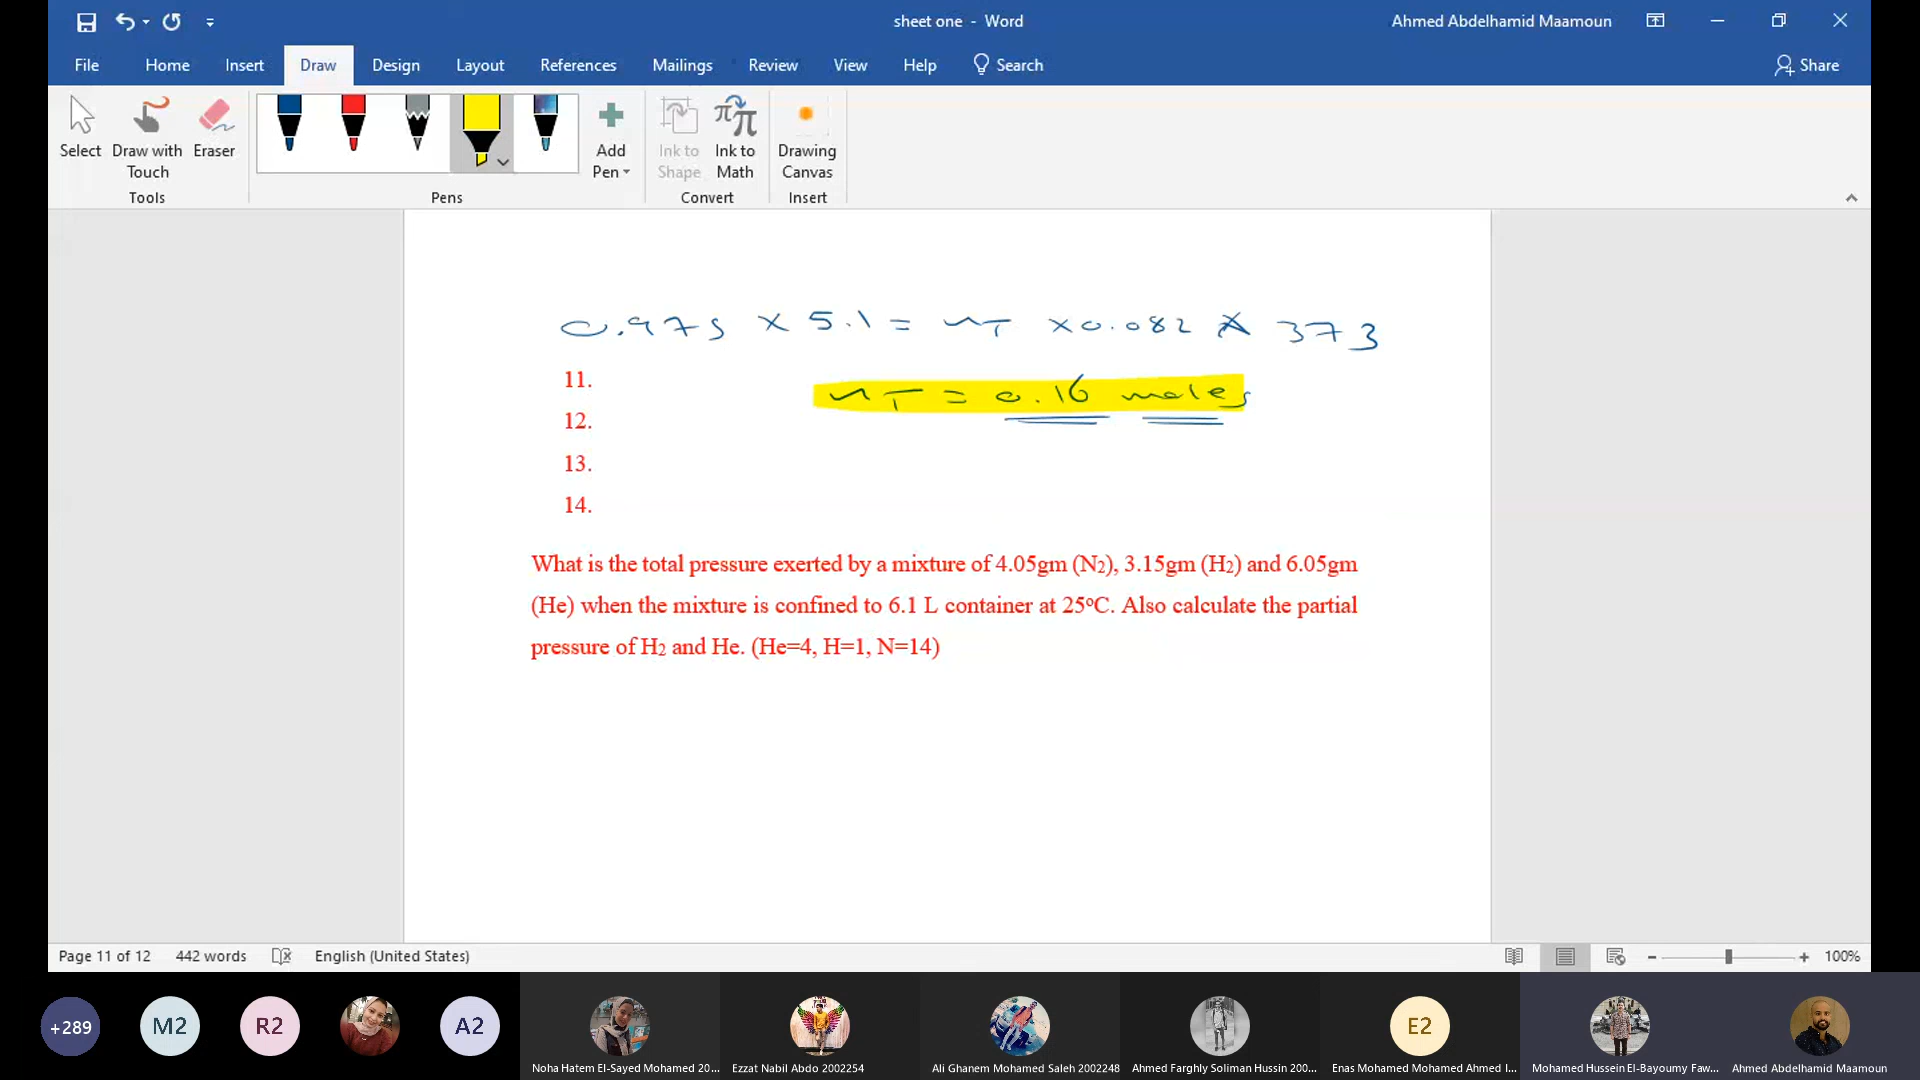 sheet one - Word
Ahmed Abdelhamid Maamoun
File Home Insert Draw Design Layout References Mailings Review View Help Search Share
Select Draw with Touch Eraser Add Pen Ink to Shape Ink to Math Drawing Canvas
Tools Pens Convert Insert
0.975 × 5.1 = nT × 0.082 × 373
11.
nT = 0.16 moles
12.
13.
14.
What is the total pressure exerted by a mixture of 4.05gm (N₂), 3.15gm (H₂) and 6.05gm
(He) when the mixture is confined to 6.1 L container at 25ᵒC. Also calculate the partial
pressure of H₂ and He. (He=4, H=1, N=14)
Page 11 of 12 442 words English (United States) 100%
+289 M2 R2 A2 E2
Noha Hatem El-Sayed Mohamed 20... Ezzat Nabil Abdo 2002254 Ali Ghanem Mohamed Saleh 2002248 Ahmed Farghly Soliman Hussin 200... Enas Mohamed Mohamed Ahmed I... Mohamed Hussein El-Bayoumy Faw... Ahmed Abdelhamid Maamoun